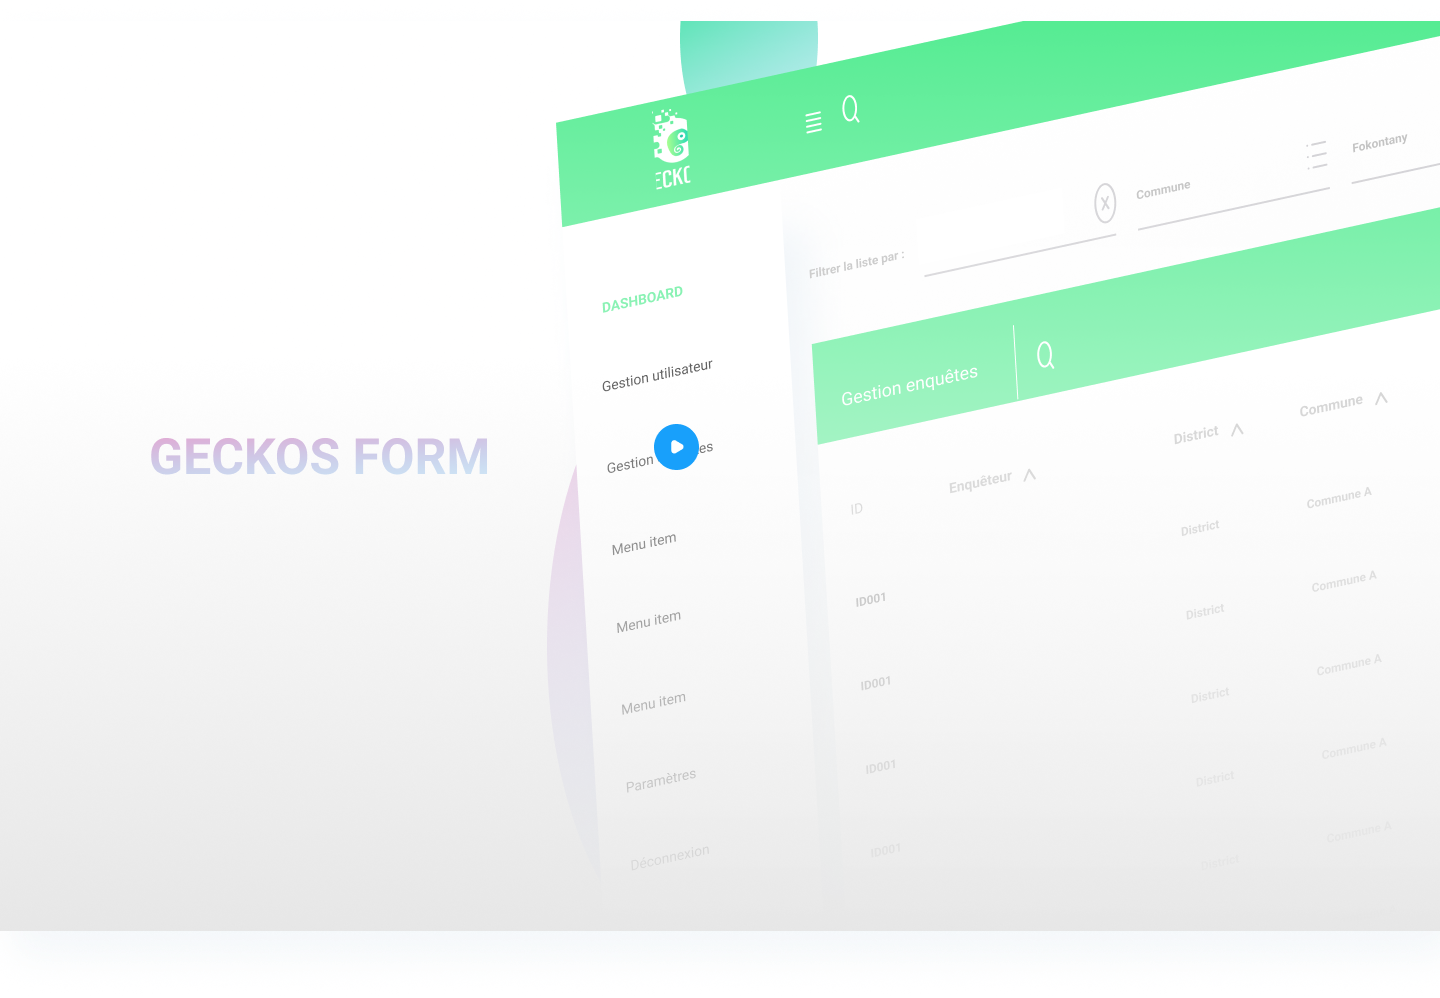 GECKOS FORM
ECKO
DASHBOARD
Gestion utilisateur
Gestion
es
Menu item
Menu item
Menu item
Paramètres
Déconnexion
Filtrer la liste par :
Commune
Fokontany
Gestion enquêtes
ID
Enquêteur
District
Commune
ID001
District
Commune A
ID001
District
Commune A
ID001
District
Commune A
ID001
District
Commune A
District
Commune A